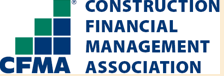 ®
CONSTRUCTION
FINANCIAL
MANAGEMENT
CFMA ASSOCIATION